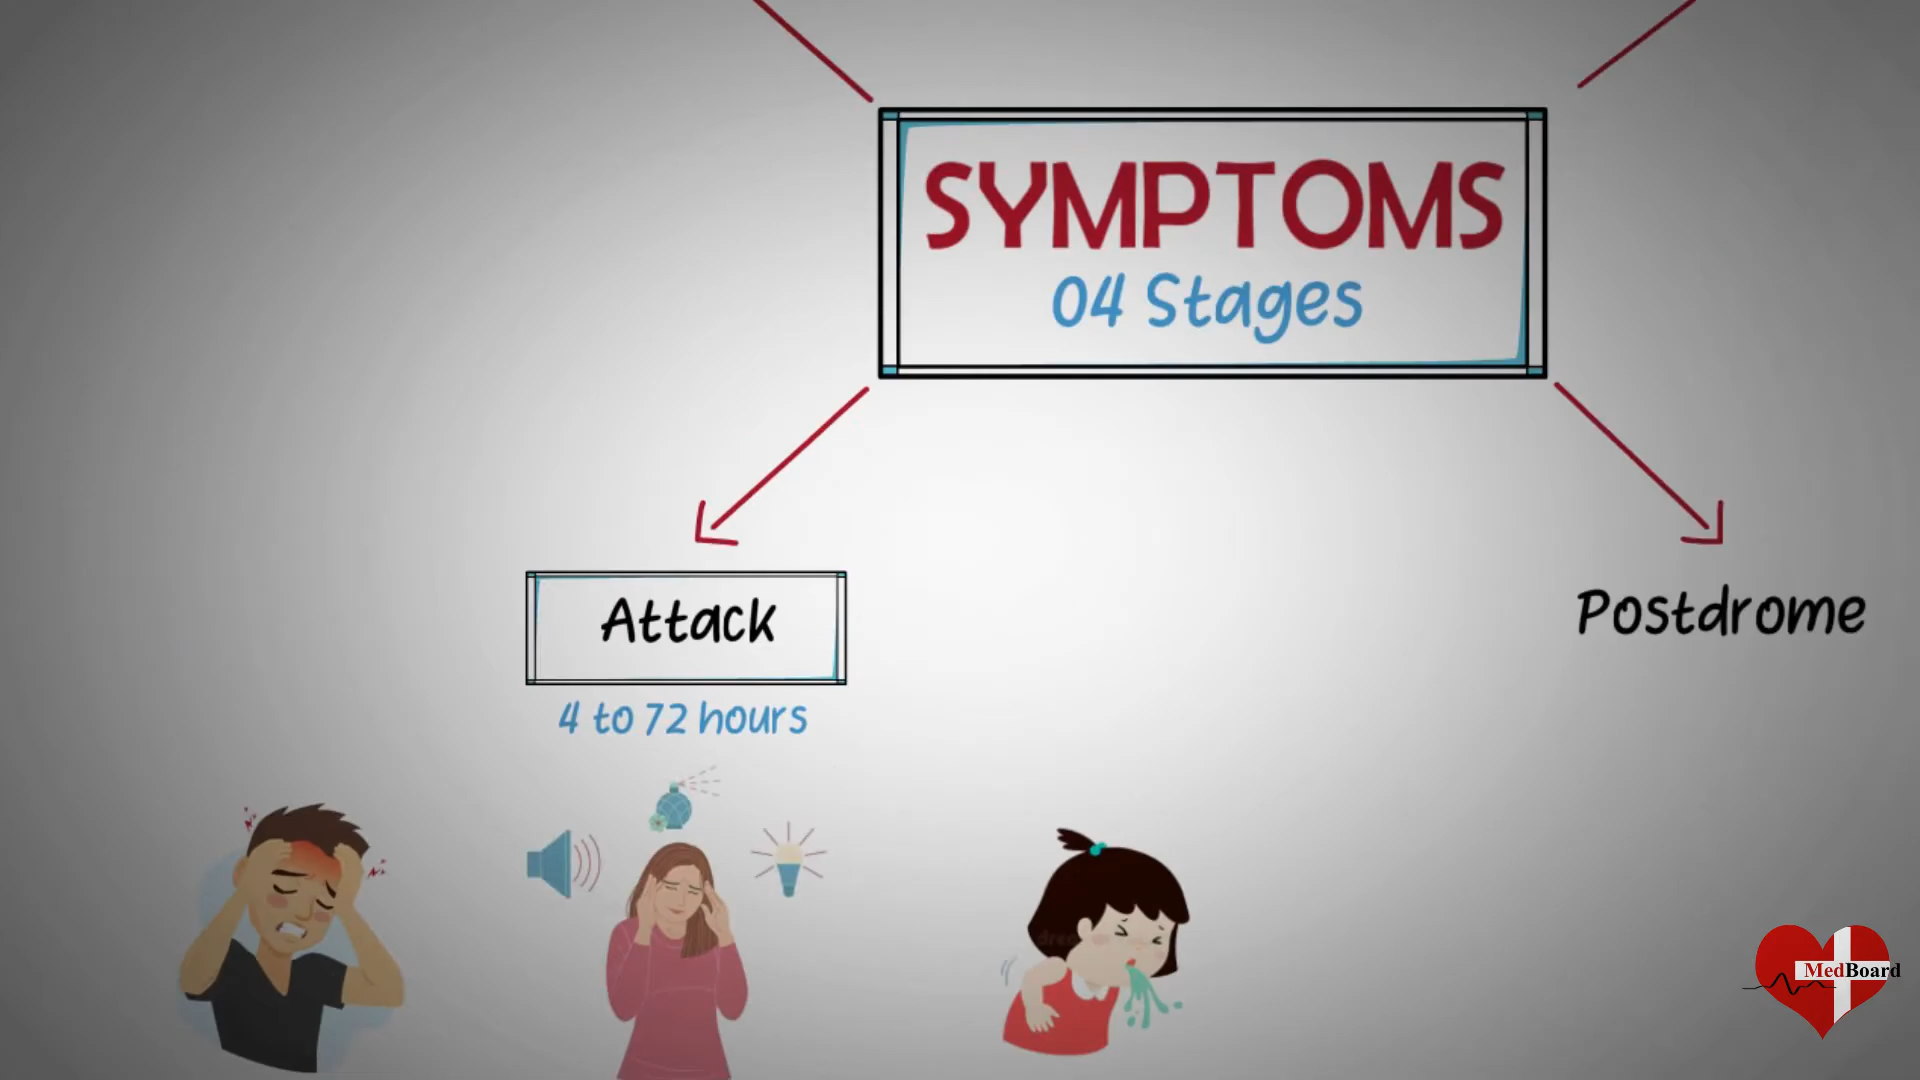 SYMPTOMS
04 Stages
Attack
4 to 72 hours
Postdrome
MedBoard